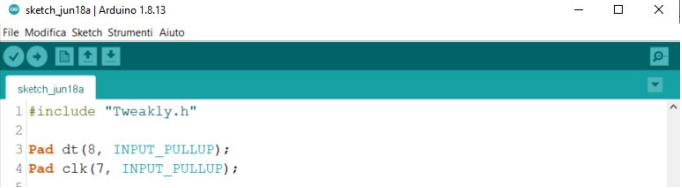 sketch_jun18a | Arduino 1.8.13
File Modifica Sketch Strumenti Aiuto
sketch_jun18a
1 #include "Tweakly.h"
2
3 Pad dt(8, INPUT_PULLUP);
4 Pad clk(7, INPUT_PULLUP);